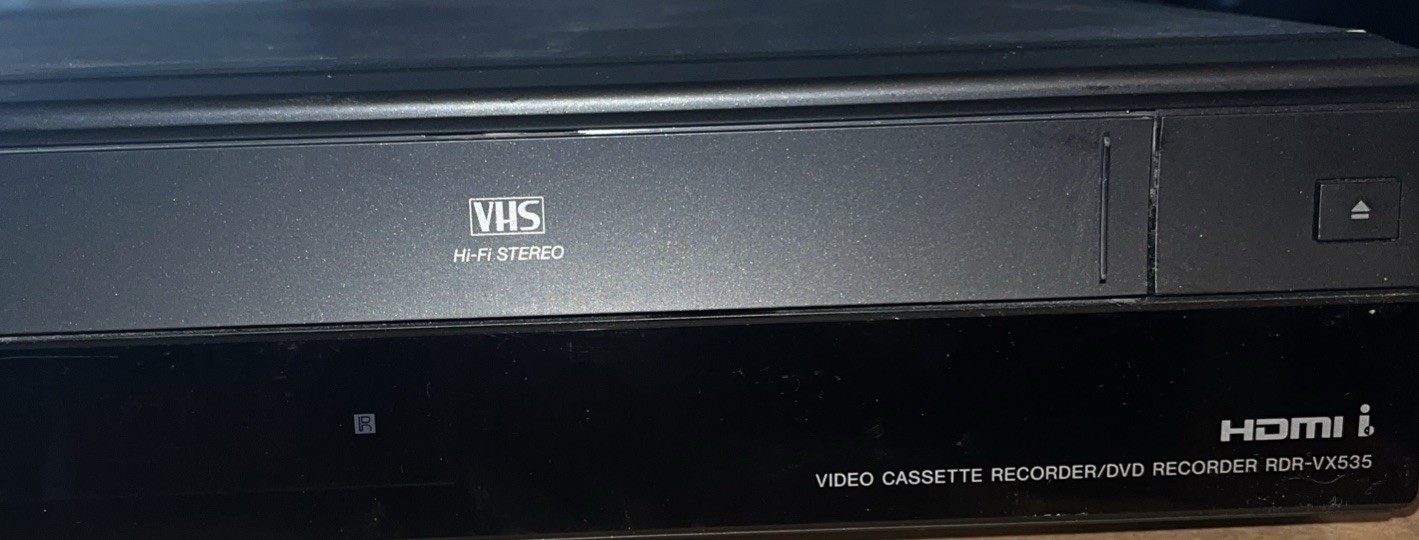 VHS
Hi-Fi STEREO
R
HDMI i
VIDEO CASSETTE RECORDER/DVD RECORDER RDR-VX535